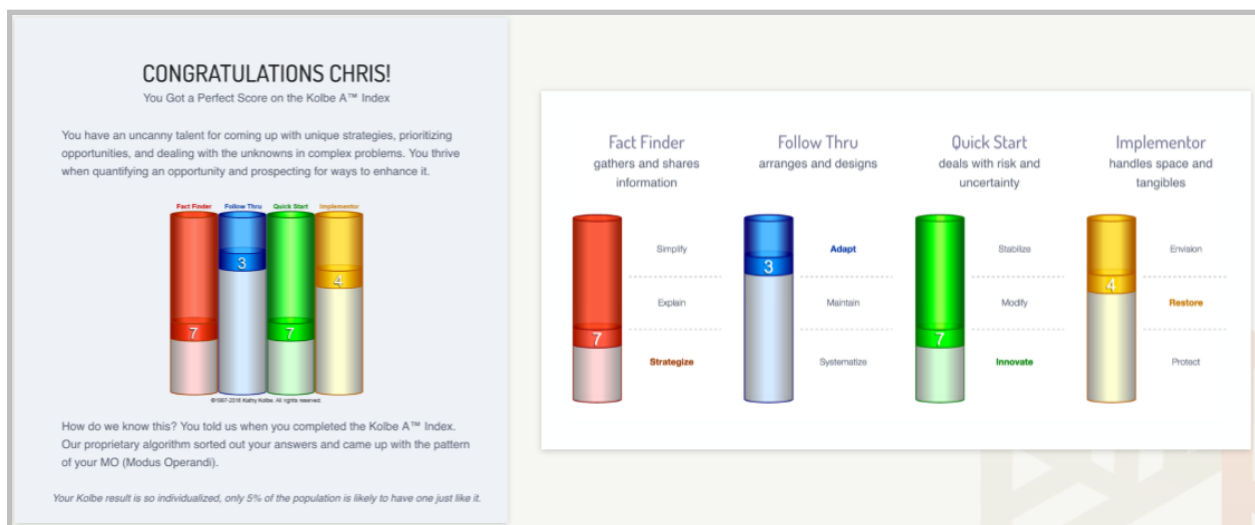 CONGRATULATIONS CHRIS!
You Got a Perfect Score on the Kolbe A™ Index
You have an uncanny talent for coming up with unique strategies, prioritizing
opportunities, and dealing with the unknowns in complex problems. You thrive
when quantifying an opportunity and prospecting for ways to enhance it.
Fact Finder Follow Thru Quick Start Implementor
7 3 7 4
©1997-2016 Kathy Kolbe. All rights reserved.
How do we know this? You told us when you completed the Kolbe A™ Index.
Our proprietary algorithm sorted out your answers and came up with the pattern
of your MO (Modus Operandi).
Your Kolbe result is so individualized, only 5% of the population is likely to have one just like it.
Fact Finder
gathers and shares
information
7
Simplify
Explain
Strategize
Follow Thru
arranges and designs
3
Adapt
Maintain
Systematize
Quick Start
deals with risk and
uncertainty
7
Stabilize
Modify
Innovate
Implementor
handles space and
tangibles
4
Envision
Restore
Protect